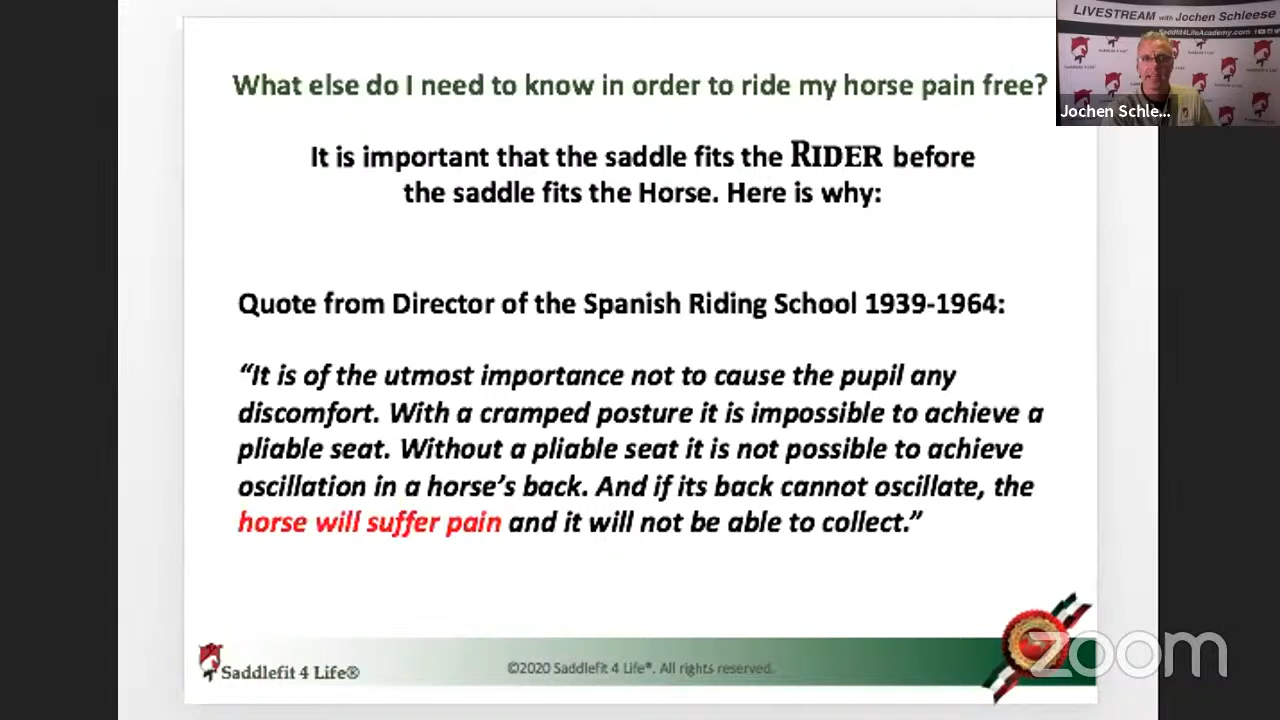 What else do I need to know in order to ride my horse pain free?
It is important that the saddle fits the RIDER before
the saddle fits the Horse. Here is why:
Quote from Director of the Spanish Riding School 1939-1964:
“It is of the utmost importance not to cause the pupil any
discomfort. With a cramped posture it is impossible to achieve a
pliable seat. Without a pliable seat it is not possible to achieve
oscillation in a horse’s back. And if its back cannot oscillate, the
horse will suffer pain and it will not be able to collect.”
Saddlefit 4 Life®
©2020 Saddlefit 4 Life®. All rights reserved.
zoom
LIVESTREAM with Jochen Schleese
Saddlefit4LifeAcademy.com
Jochen Schle...